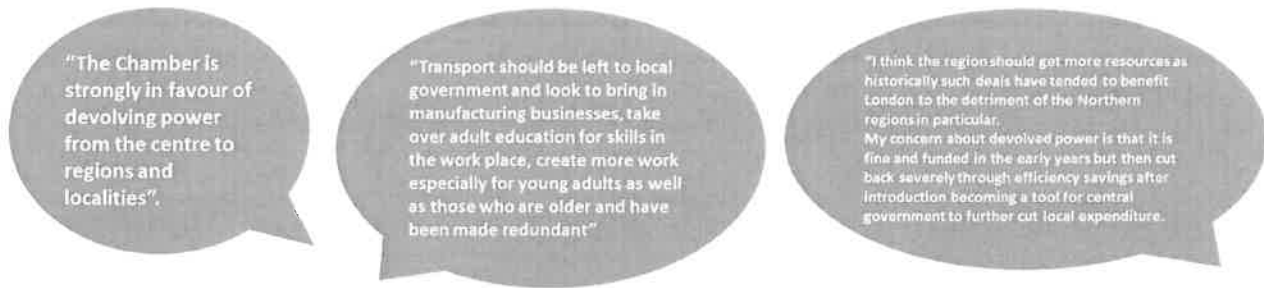 “The Chamber is
strongly in favour of
devolving power
from the centre to
regions and
localities”.
“Transport should be left to local
government and look to bring in
manufacturing businesses, take
over adult education for skills in
the work place, create more work
especially for young adults as well
as those who are older and have
been made redundant”
“I think the region should get more resources as
historically such deals have tended to benefit
London to the detriment of the Northern
regions in particular.
My concern about devolved power is that it is
fine and funded in the early years but then cut
back severely through efficiency savings after
introduction becoming a tool for central
government to further cut local expenditure.